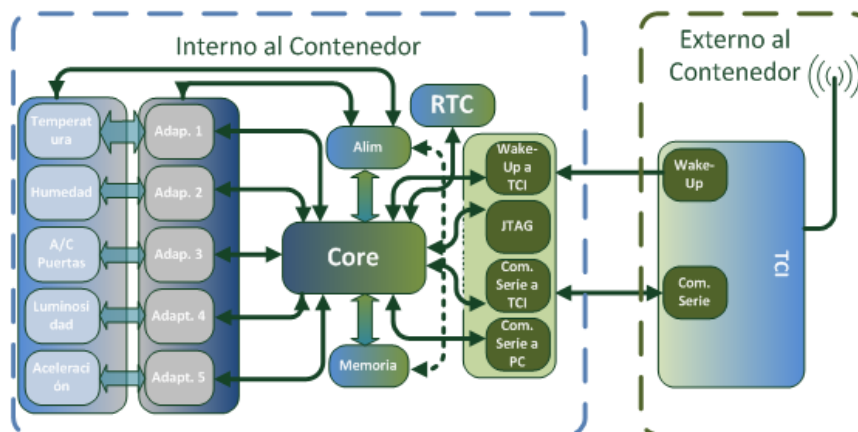 Interno al Contenedor
Externo al
Contenedor
Temperat
ura
Humedad
A/C
Puertas
Luminosi
dad
Aceleraci
ón
Adap. 1
Adap. 2
Adap. 3
Adapt. 4
Adapt. 5
Alim
RTC
Core
Memoria
Wake-
Up a
TCI
JTAG
Com.
Serie a
TCI
Com.
Serie a
PC
Wake-
Up
Com.
Serie
TCI